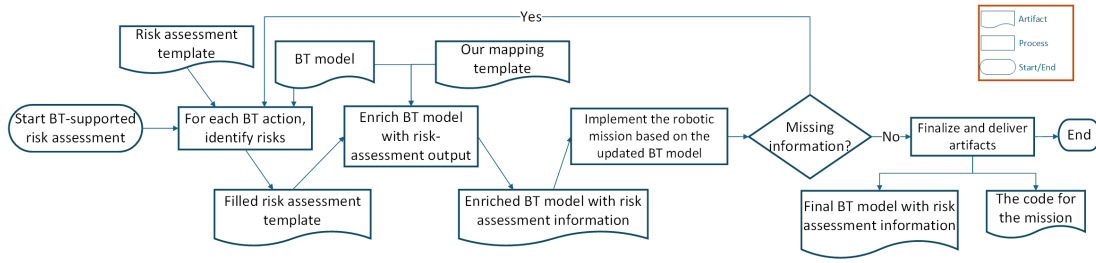 Yes
Artifact
Process
Start/End
Risk assessment
template
BT model
Our mapping
template
Start BT-supported
risk assessment
For each BT action,
identify risks
Enrich BT model
with risk-
assessment output
Implement the robotic
mission based on the
updated BT model
Missing
information?
No
Finalize and deliver
artifacts
End
Filled risk assessment
template
Enriched BT model with risk
assessment information
Final BT model with risk
assessment information
The code for
the mission